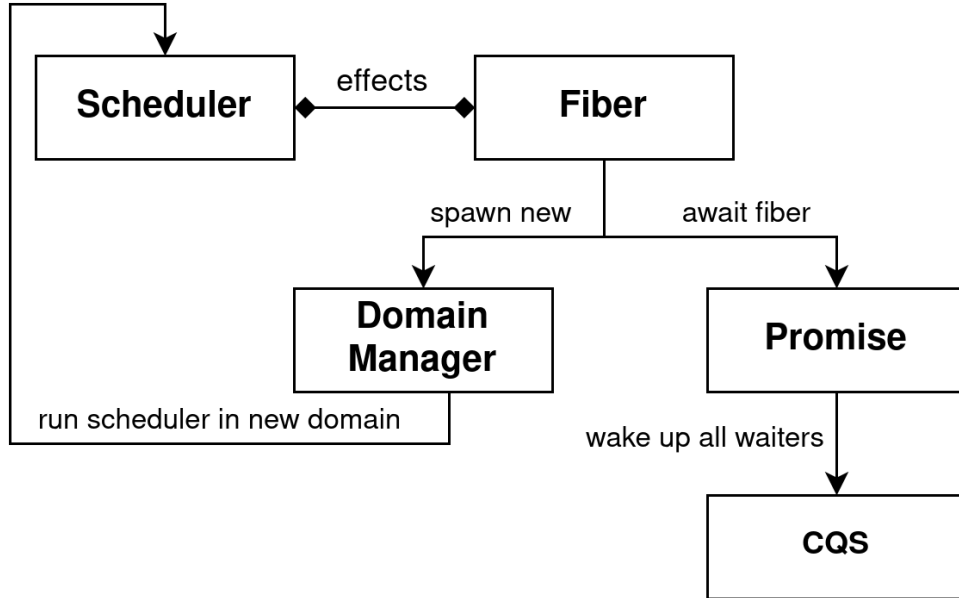 effects
Scheduler
Fiber
spawn new
await fiber
Domain
Manager
Promise
run scheduler in new domain
wake up all waiters
CQS